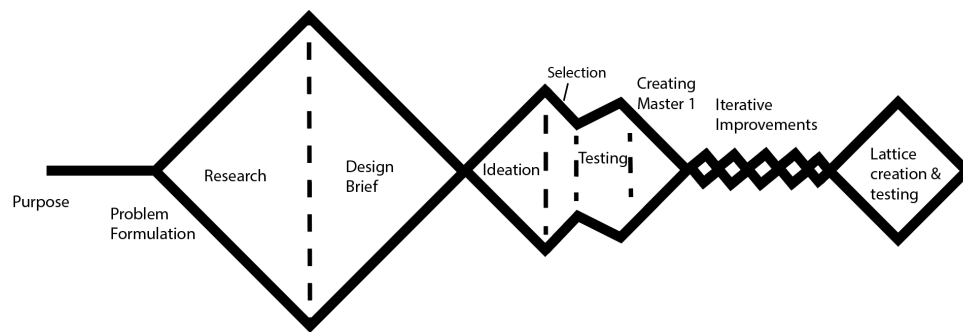 Purpose
Problem
Formulation
Research
Design
Brief
Ideation
Selection
Testing
Creating
Master 1
Iterative
Improvements
Lattice
creation &
testing